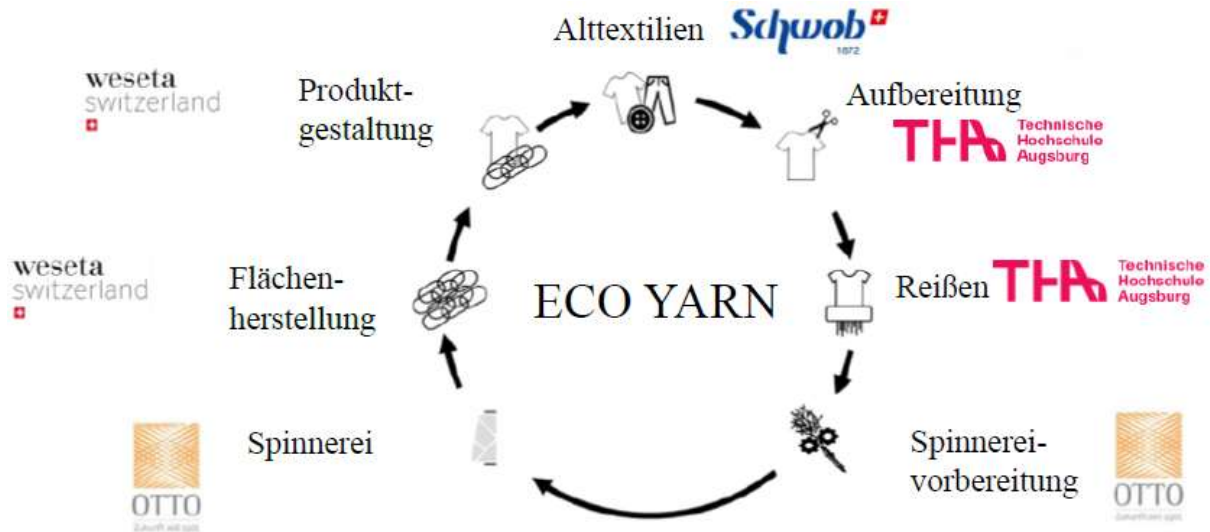 Alttextilien
Schwob
1872
Aufbereitung
THA Technische
Hochschule
Augsburg
Reißen
THA Technische
Hochschule
Augsburg
Spinnerei-
vorbereitung
OTTO
Spinnerei
OTTO
Flächen-
herstellung
weseta
switzerland
Produkt-
gestaltung
weseta
switzerland
ECO YARN